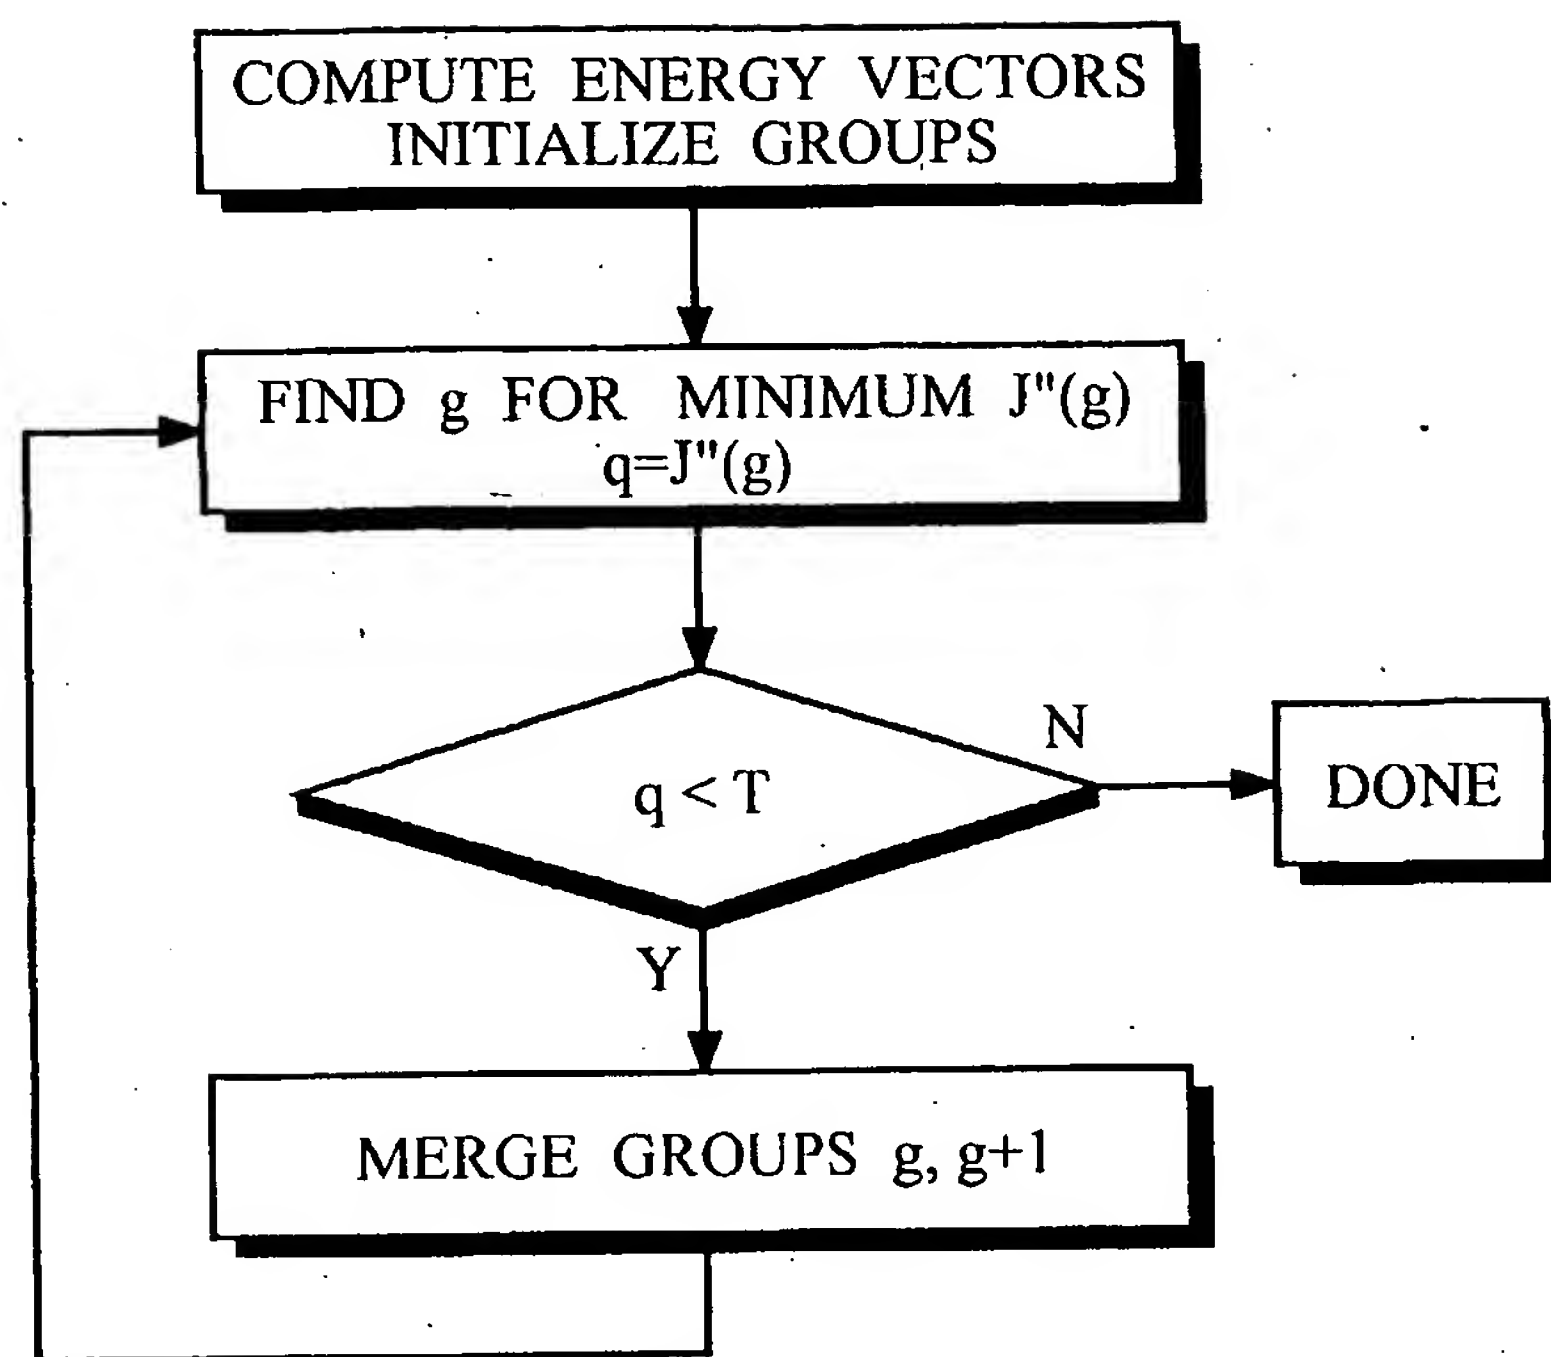 COMPUTE ENERGY VECTORS
INITIALIZE GROUPS
FIND g FOR MINIMUM J"(g)
q=J"(g)
q < T
N
DONE
Y
MERGE GROUPS g, g+1